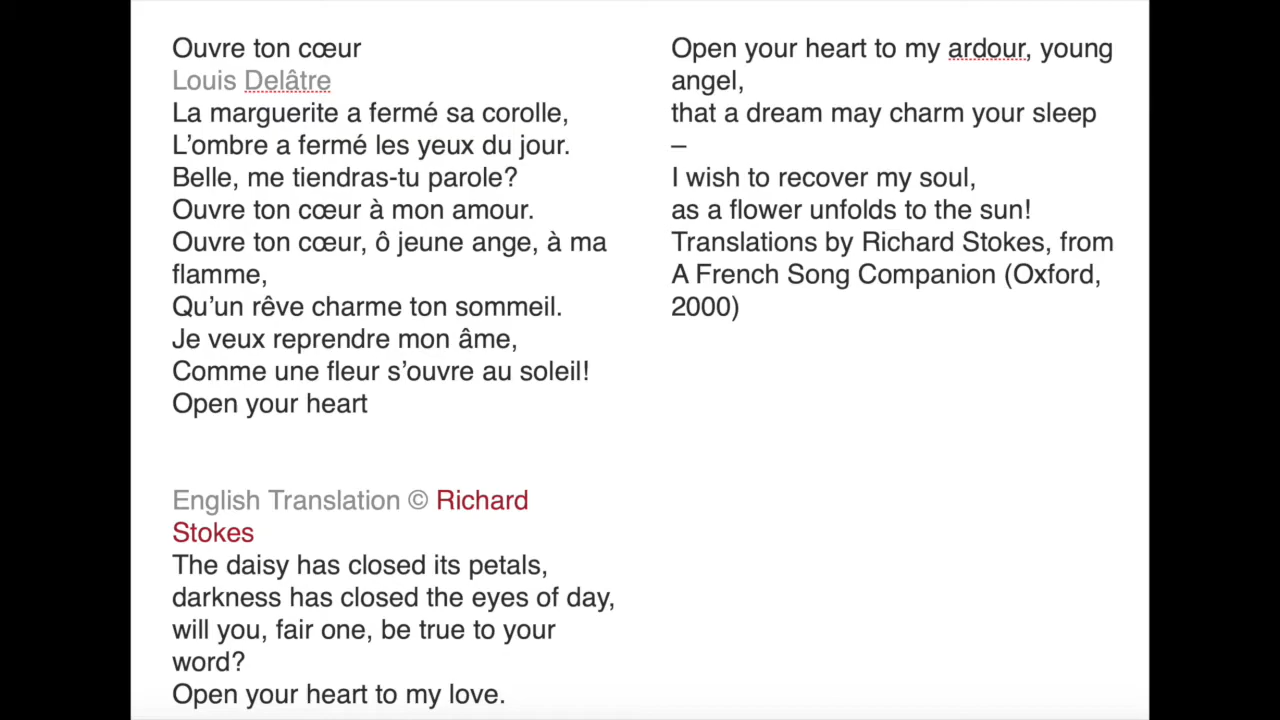 Ouvre ton cœur
Louis Delâtre
La marguerite a fermé sa corolle,
L’ombre a fermé les yeux du jour.
Belle, me tiendras-tu parole?
Ouvre ton cœur à mon amour.
Ouvre ton cœur, ô jeune ange, à ma
flamme,
Qu’un rêve charme ton sommeil.
Je veux reprendre mon âme,
Comme une fleur s’ouvre au soleil!
Open your heart
English Translation © Richard
Stokes
The daisy has closed its petals,
darkness has closed the eyes of day,
will you, fair one, be true to your
word?
Open your heart to my love.
Open your heart to my ardour, young
angel,
that a dream may charm your sleep
–
I wish to recover my soul,
as a flower unfolds to the sun!
Translations by Richard Stokes, from
A French Song Companion (Oxford,
2000)